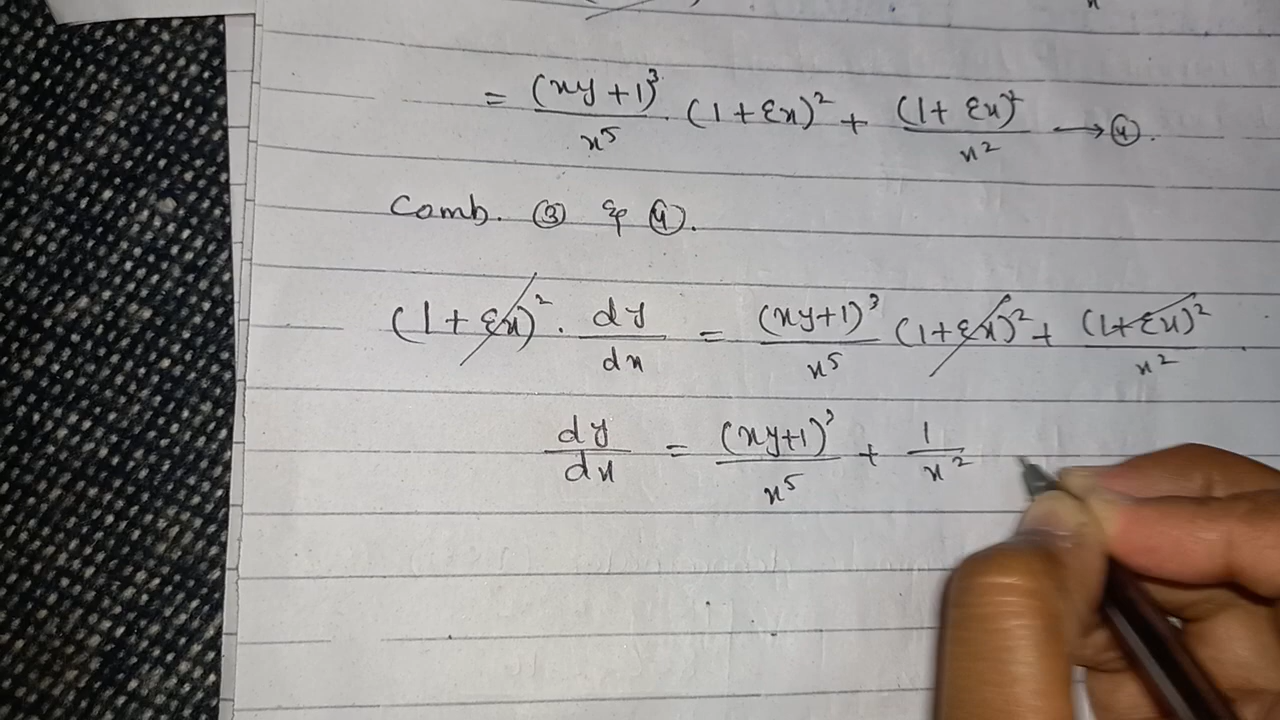 = (xy+1)³/x⁵ · (1+εx)² + (1+εx)²/x² → ④.
Comb. ③ & ④.
(1+εx)² · dy/dx = (xy+1)³/x⁵ (1+εx)² + (1+εx)²/x²
dy/dx = (xy+1)³/x⁵ + 1/x²